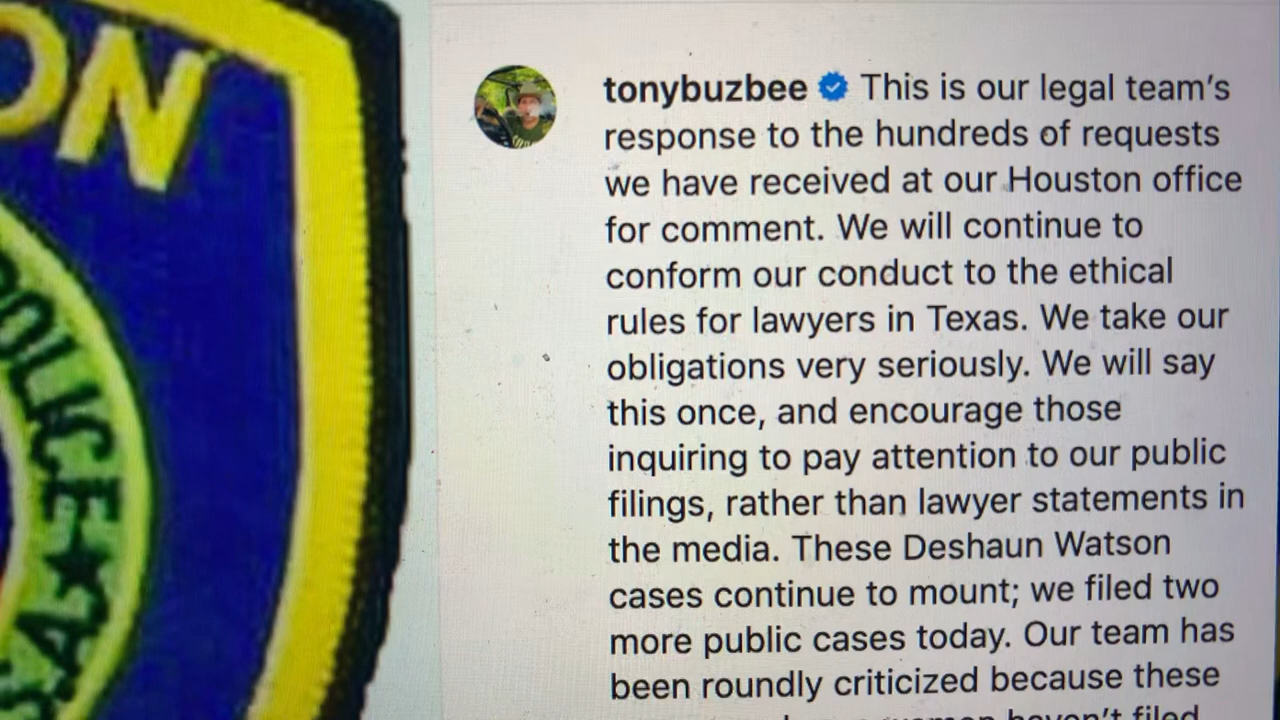 ON
POLICE
tonybuzbee This is our legal team's
response to the hundreds of requests
we have received at our Houston office
for comment. We will continue to
conform our conduct to the ethical
rules for lawyers in Texas. We take our
obligations very seriously. We will say
this once, and encourage those
inquiring to pay attention to our public
filings, rather than lawyer statements in
the media. These Deshaun Watson
cases continue to mount; we filed two
more public cases today. Our team has
been roundly criticized because these
women haven't filed